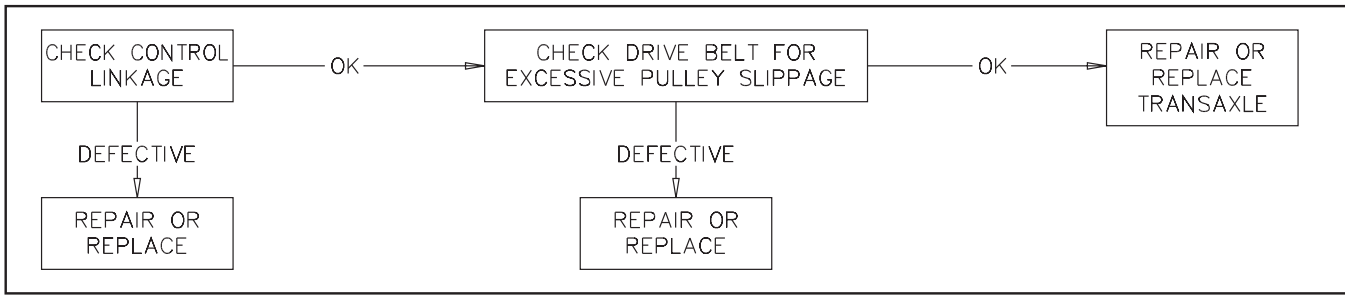 CHECK CONTROL
LINKAGE
OK
CHECK DRIVE BELT FOR
EXCESSIVE PULLEY SLIPPAGE
OK
REPAIR OR
REPLACE
TRANSAXLE
DEFECTIVE
DEFECTIVE
REPAIR OR
REPLACE
REPAIR OR
REPLACE